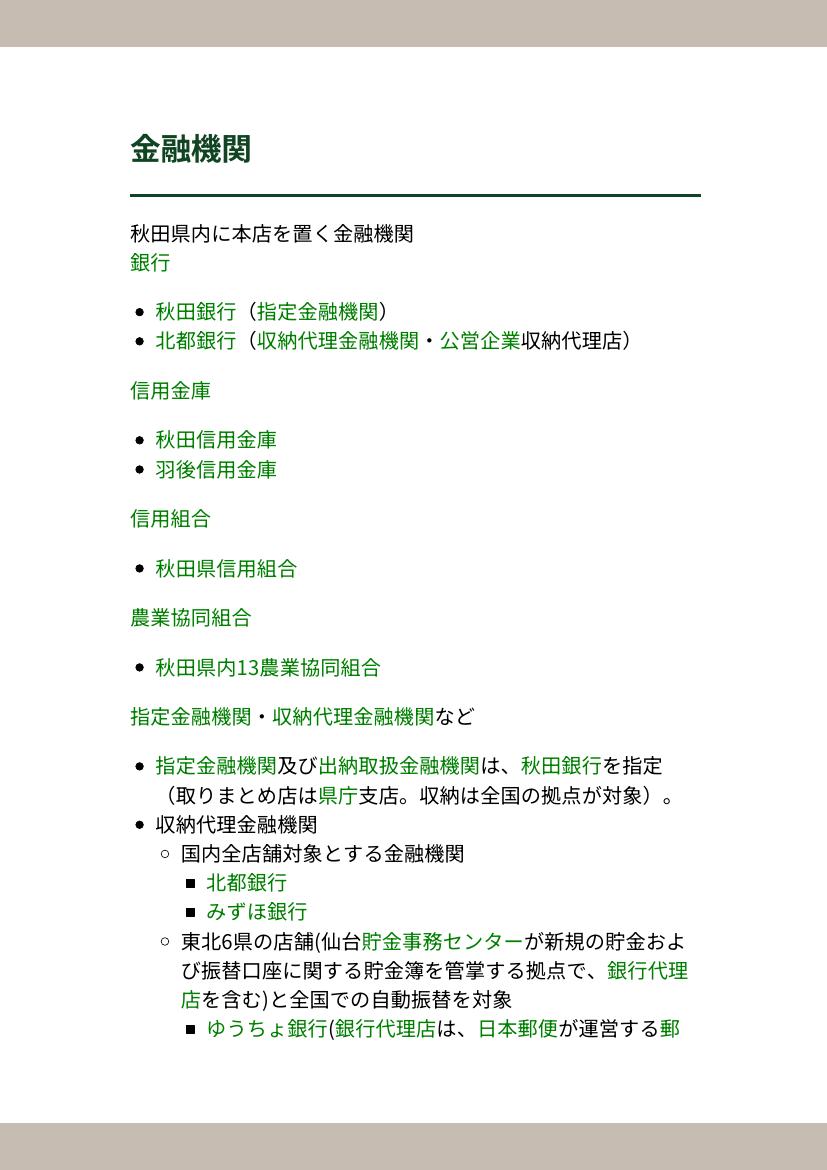 金融機関
秋田県内に本店を置く金融機関
銀行
秋田銀行（指定金融機関）
北都銀行（収納代理金融機関・公営企業収納代理店）
信用金庫
秋田信用金庫
羽後信用金庫
信用組合
秋田県信用組合
農業協同組合
秋田県内13農業協同組合
指定金融機関・収納代理金融機関など
指定金融機関及び出納取扱金融機関は、秋田銀行を指定
（取りまとめ店は県庁支店。収納は全国の拠点が対象）。
収納代理金融機関
国内全店舗対象とする金融機関
北都銀行
みずほ銀行
東北6県の店舗(仙台貯金事務センターが新規の貯金およ
び振替口座に関する貯金簿を管掌する拠点で、銀行代理
店を含む)と全国での自動振替を対象
ゆうちょ銀行(銀行代理店は、日本郵便が運営する郵